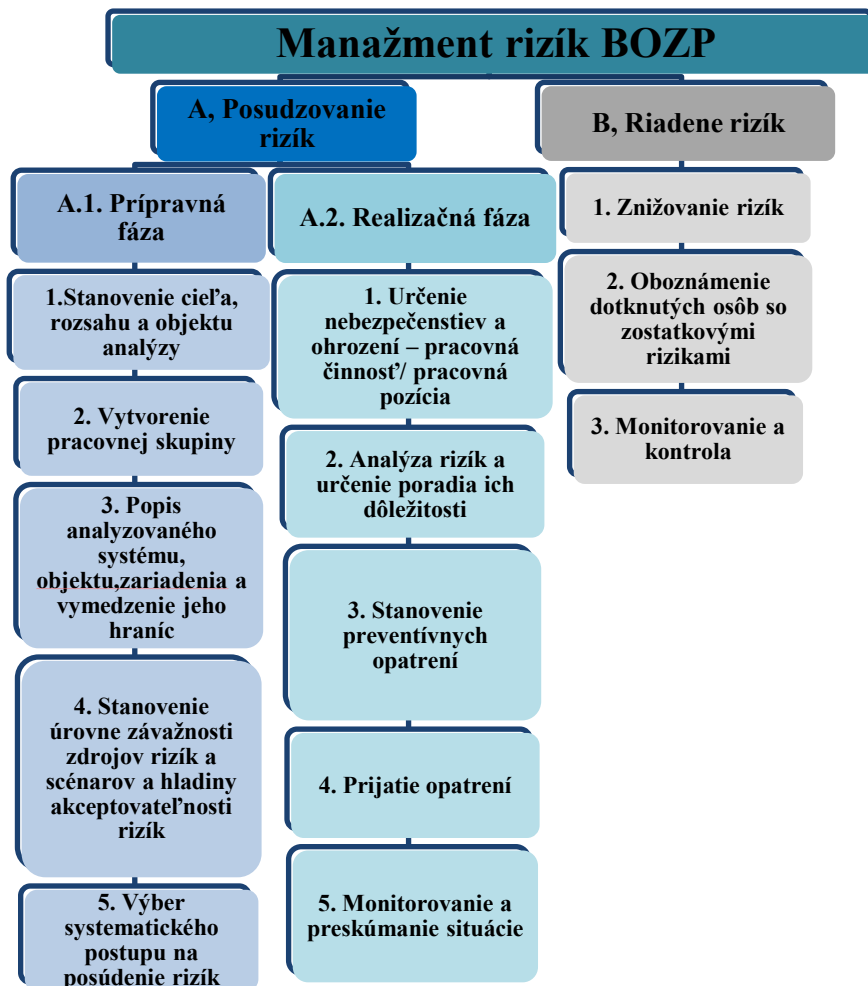 Manažment rizík BOZP
A, Posudzovanie
rizík
B, Riadene rizík
A.1. Prípravná
fáza
1.Stanovenie cieľa,
rozsahu a objektu
analýzy
2. Vytvorenie
pracovnej skupiny
3. Popis
analyzovaného
systému,
objektu,zariadenia a
vymedzenie jeho
hraníc
4. Stanovenie
úrovne závažnosti
zdrojov rizík a
scénarov a hladiny
akceptovateľnosti
rizík
5. Výber
systematického
postupu na
posúdenie rizík
A.2. Realizačná fáza
1. Určenie
nebezpečenstiev a
ohrození – pracovná
činnosť/ pracovná
pozícia
2. Analýza rizík a
určenie poradia ich
dôležitosti
3. Stanovenie
preventívnych
opatrení
4. Prijatie opatrení
5. Monitorovanie a
preskúmanie situácie
1. Znižovanie rizík
2. Oboznámenie
dotknutých osôb so
zostatkovými
rizikami
3. Monitorovanie a
kontrola